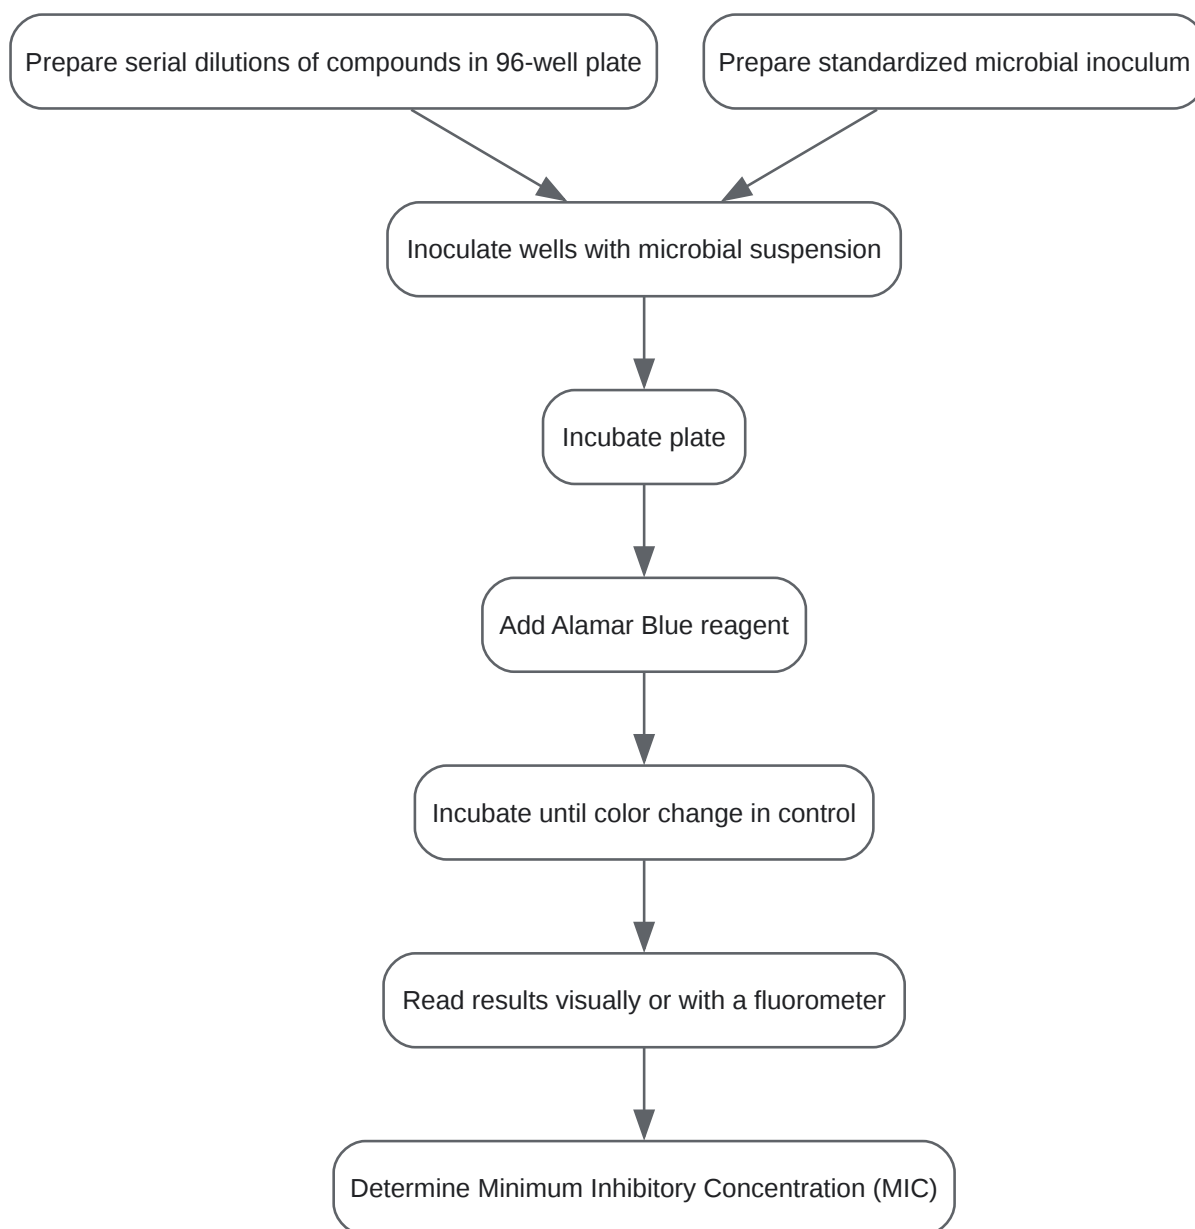 Prepare serial dilutions of compounds in 96-well plate
Prepare standardized microbial inoculum
Inoculate wells with microbial suspension
Incubate plate
Add Alamar Blue reagent
Incubate until color change in control
Read results visually or with a fluorometer
Determine Minimum Inhibitory Concentration (MIC)